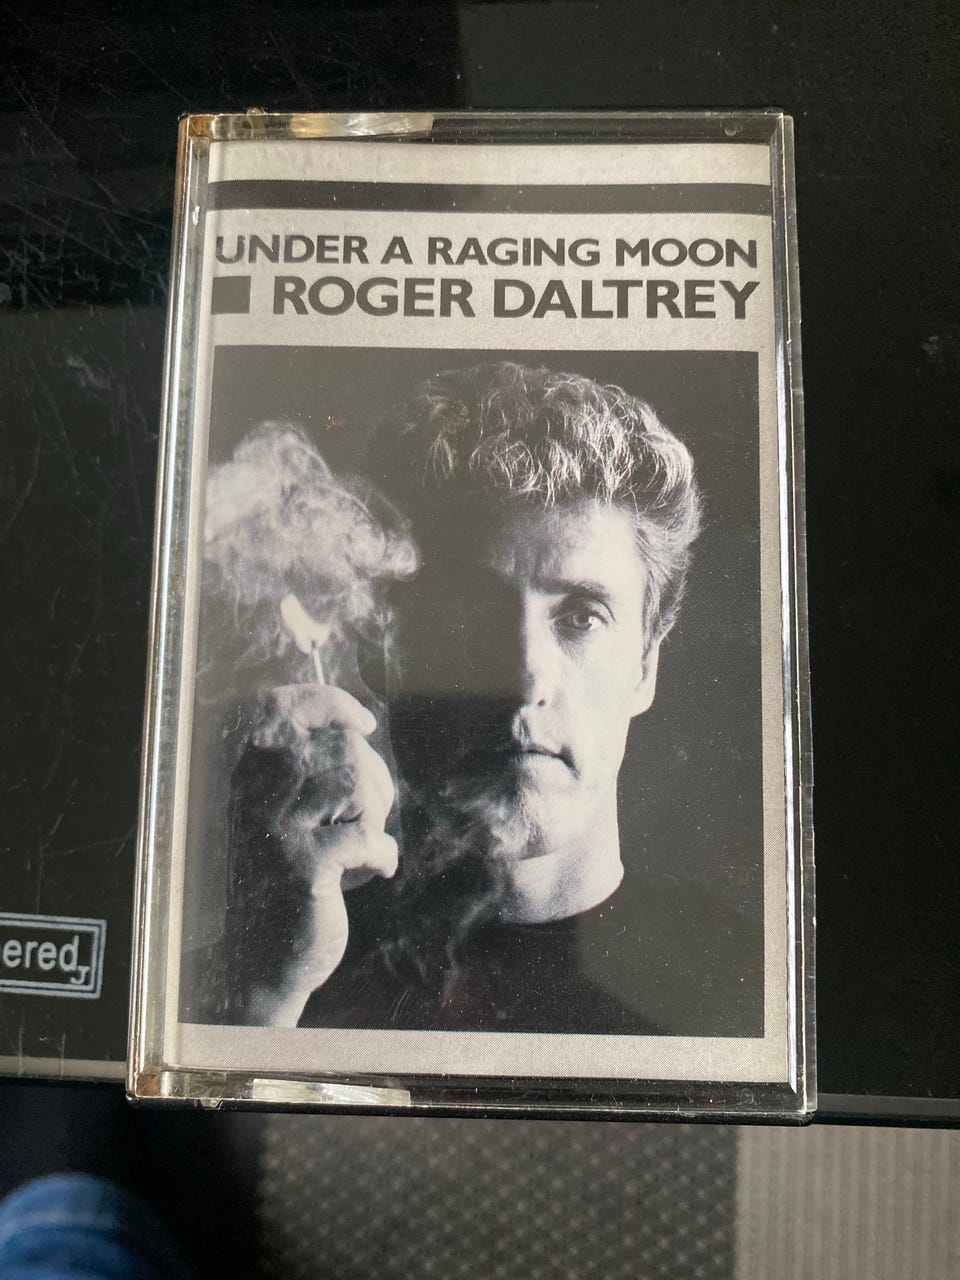 UNDER A RAGING MOON
ROGER DALTREY
ered
J